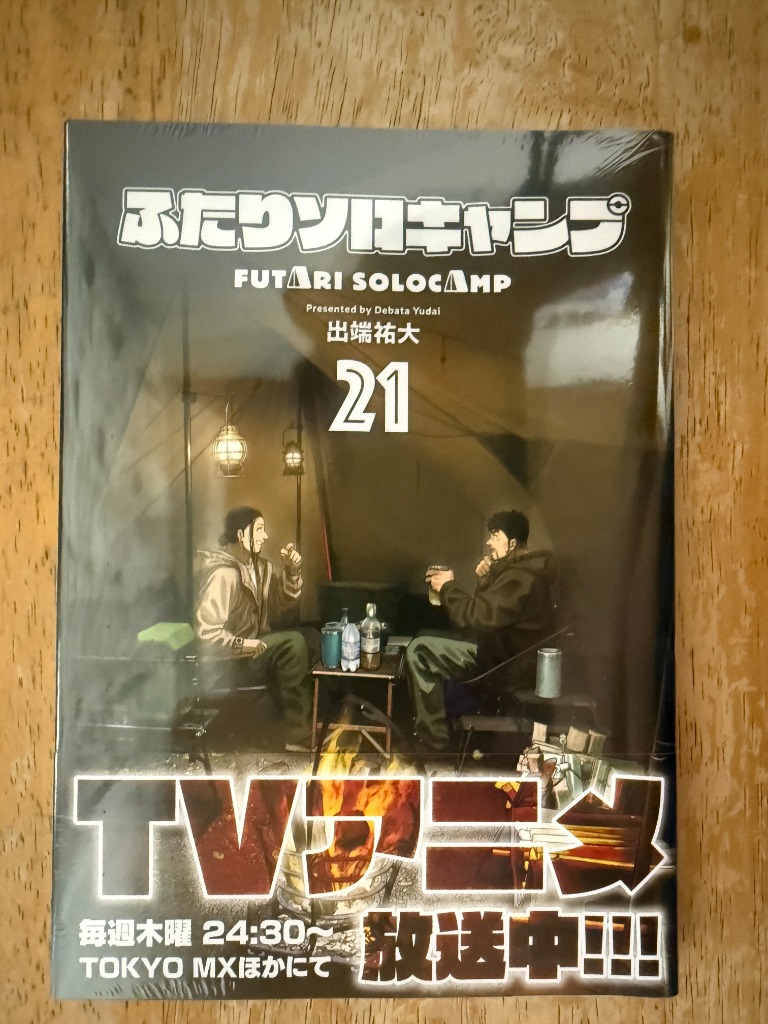 ふたりソロキャンプ
FUTARI SOLOCAMP
Presented by Debata Yudai
出端祐大
21
TVアニメ
毎週木曜 24:30〜
TOKYO MXほかにて
放送中!!!